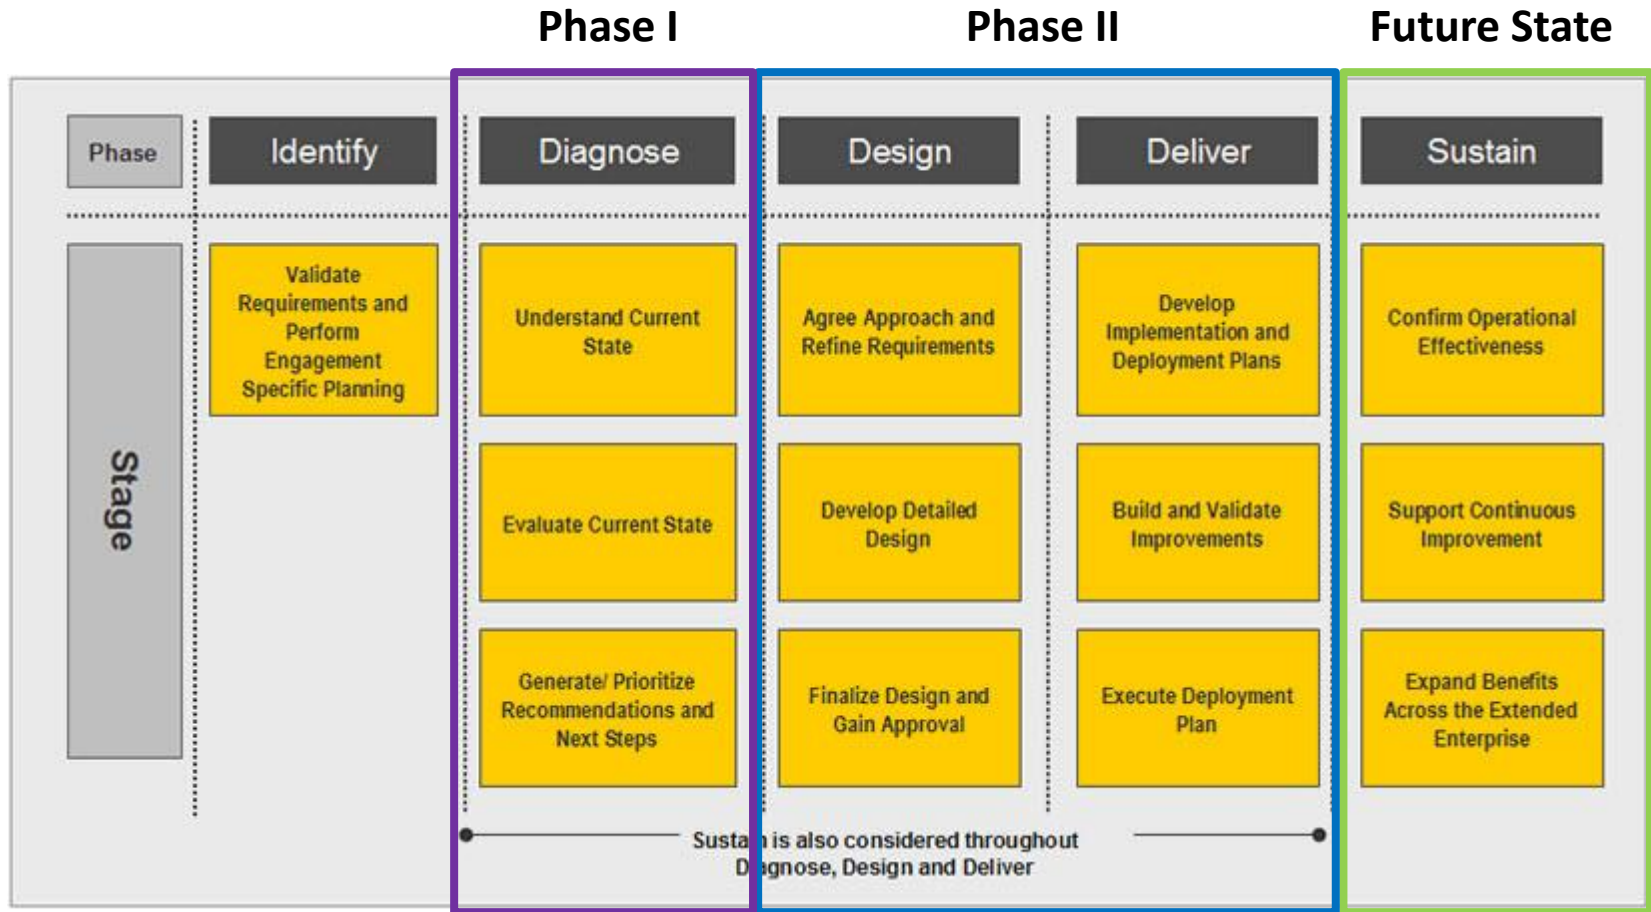 Phase I
Phase II
Future State
Phase
Identify
Diagnose
Design
Deliver
Sustain
Stage
Validate
Requirements and
Perform
Engagement
Specific Planning
Understand Current
State
Agree Approach and
Refine Requirements
Develop
Implementation and
Deployment Plans
Confirm Operational
Effectiveness
Evaluate Current State
Develop Detailed
Design
Build and Validate
Improvements
Support Continuous
Improvement
Generate/ Prioritize
Recommendations and
Next Steps
Finalize Design and
Gain Approval
Execute Deployment
Plan
Expand Benefits
Across the Extended
Enterprise
Sustain is also considered throughout
Diagnose, Design and Deliver